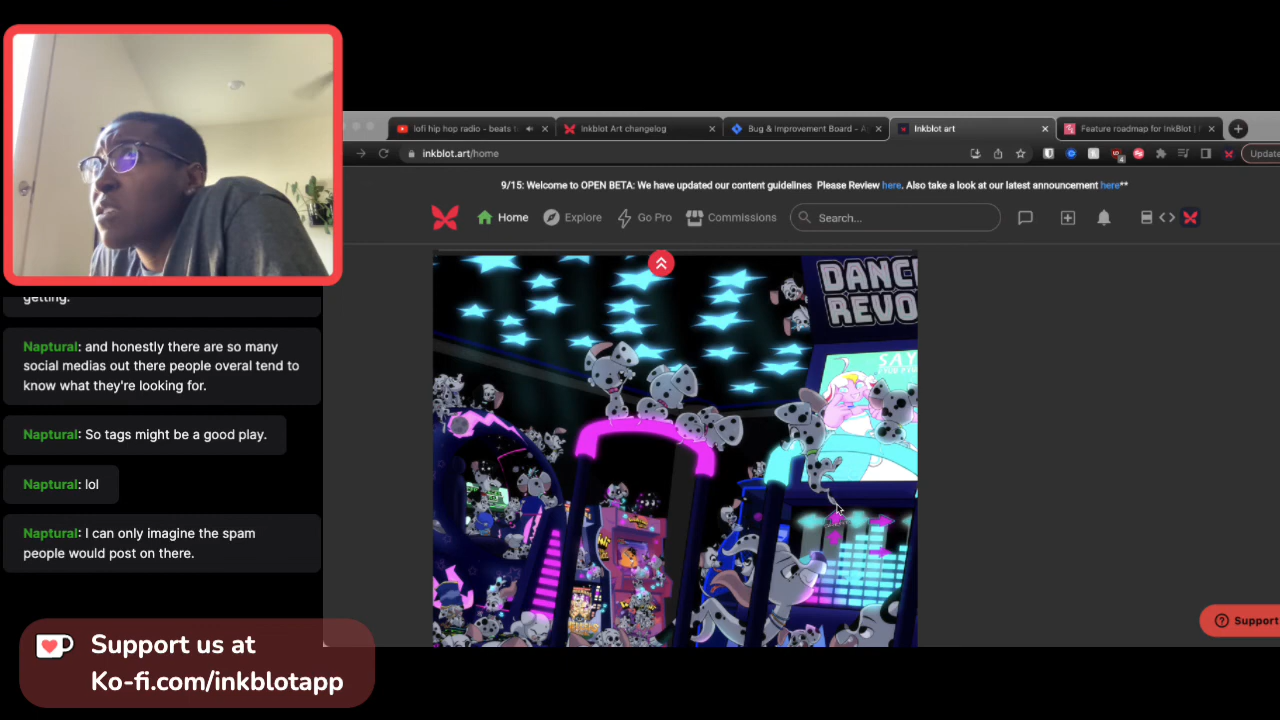 lofi hip hop radio - beats t
Inkblot Art changelog
Bug & Improvement Board - A
Inkblot art
Feature roadmap for InkBlot |
inkblot.art/home
Update
9/15: Welcome to OPEN BETA: We have updated our content guidelines Please Review here. Also take a look at our latest announcement here**
Home
Explore
Go Pro
Commissions
Search...
DANC
REVO
SAY
getting.
Naptural: and honestly there are so many
social medias out there people overal tend to
know what they're looking for.
Naptural: So tags might be a good play.
Naptural: lol
Naptural: I can only imagine the spam
people would post on there.
Support
Support us at
Ko-fi.com/inkblotapp